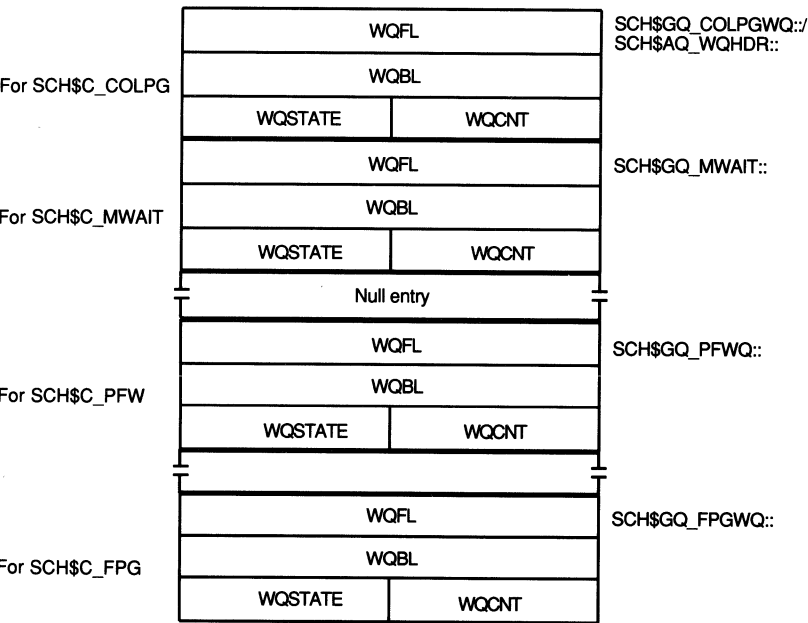 WQFL
SCH$GQ_COLPGWQ::/
SCH$AQ_WQHDR::
For SCH$C_COLPG
WQBL
WQSTATE WQCNT
WQFL
SCH$GQ_MWAIT::
For SCH$C_MWAIT
WQBL
WQSTATE WQCNT
Null entry
WQFL
SCH$GQ_PFWQ::
For SCH$C_PFW
WQBL
WQSTATE WQCNT
WQFL
SCH$GQ_FPGWQ::
For SCH$C_FPG
WQBL
WQSTATE WQCNT